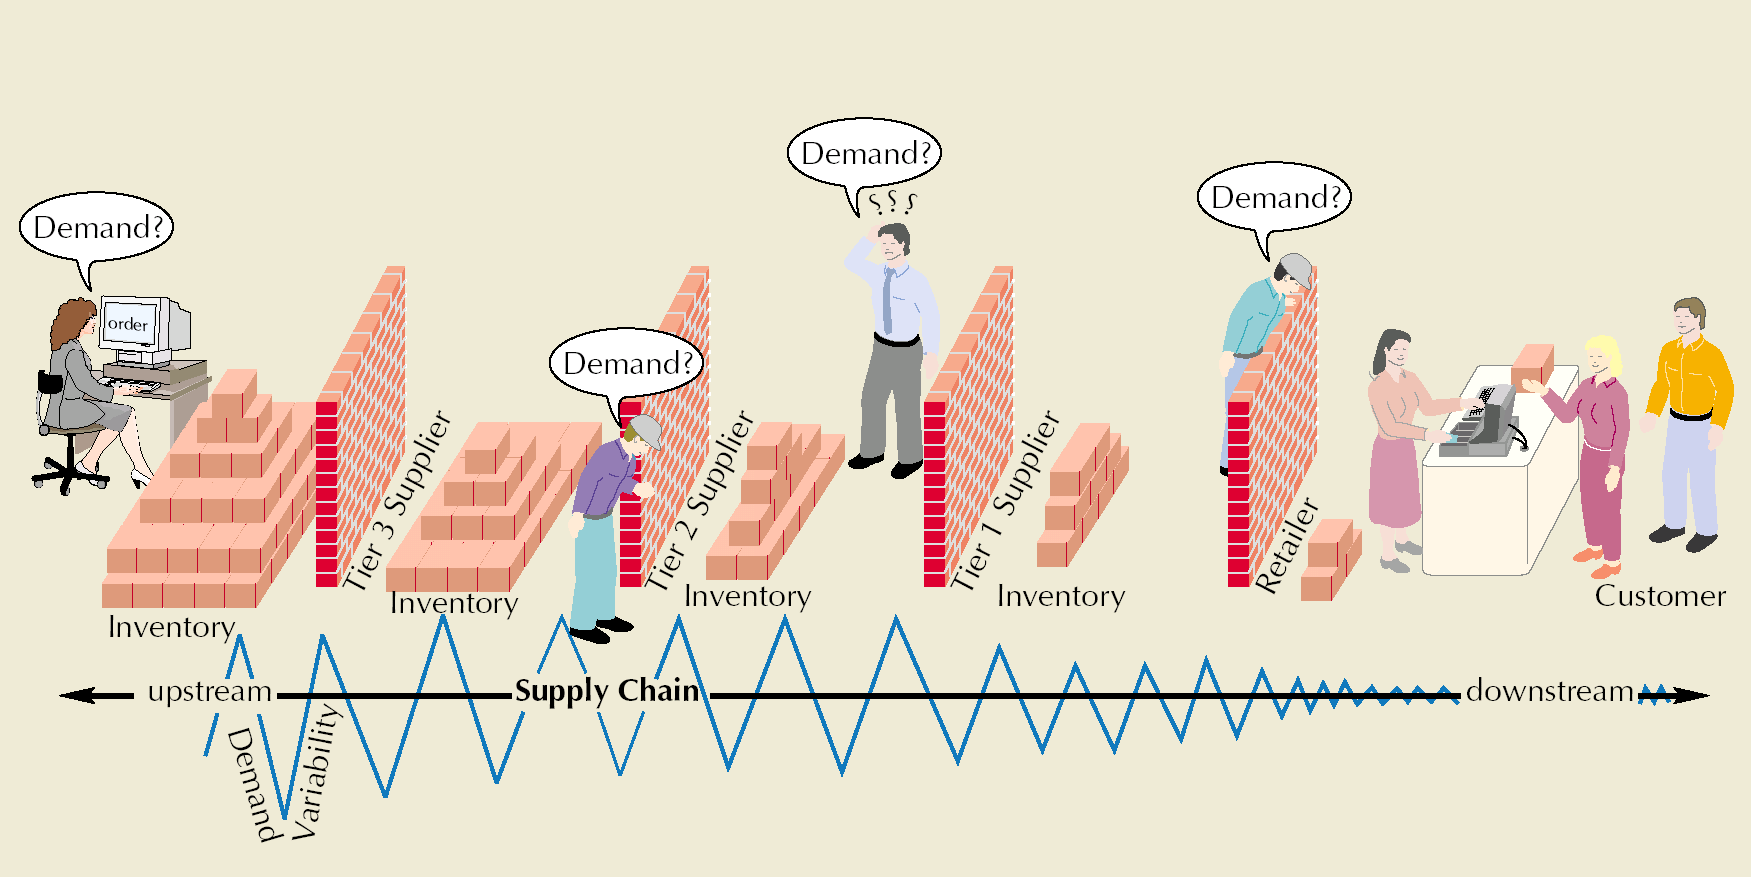 Demand?
Demand?
Demand?
Demand?
order
Tier 3 Supplier
Tier 2 Supplier
Tier 1 Supplier
Retailer
Inventory
Inventory
Inventory
Inventory
Customer
upstream
Supply Chain
downstream
Demand
Variability